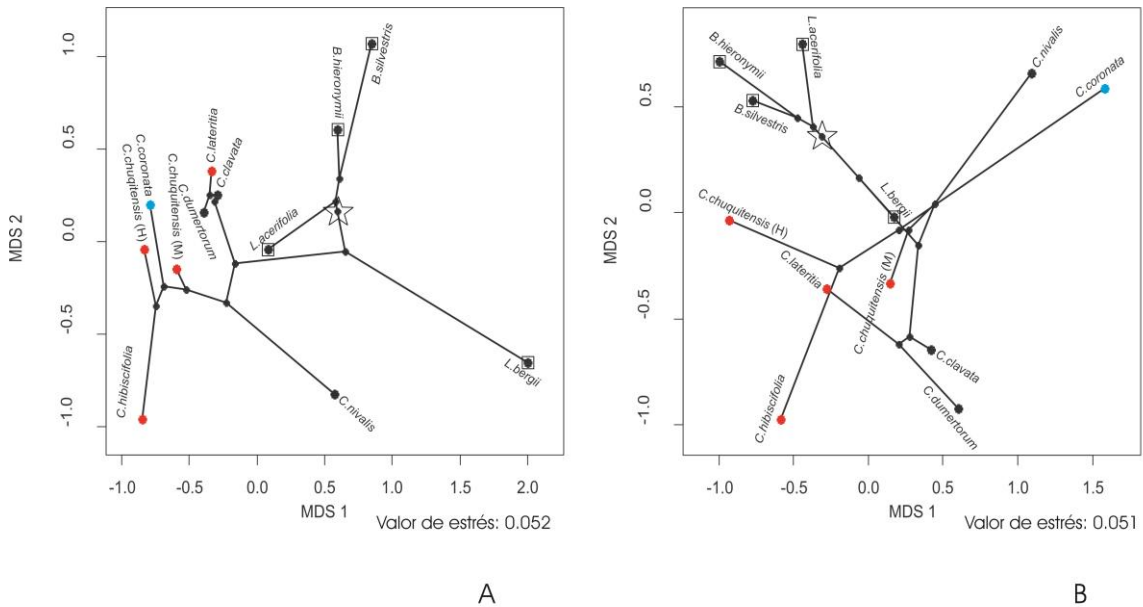 MDS 2
1.0
0.5
0.0
-0.5
-1.0
B.silvestris
B.hieronymii
C.lateritia
C.clavata
C.coronata
C.chuqitensis (H)
C.chuquitensis (M)
C.dumertorum
L.acerifolia
C.hibiscifolia
C.nivalis
L.bergii
-1.0 -0.5 0.0 0.5 1.0 1.5 2.0
MDS 1
Valor de estrés: 0.052
A
MDS 2
0.5
0.0
-0.5
-1.0
B.hieronymii
L.acerifolia
B.silvestris
C.nivalis
C.coronata
L.bergii
C.chuquitensis (H)
C.lateritia
C.chuquitensis (M)
C.clavata
C.dumertorum
C.hibiscifolia
-1.0 -0.5 0.0 0.5 1.0 1.5
MDS 1
Valor de estrés: 0.051
B